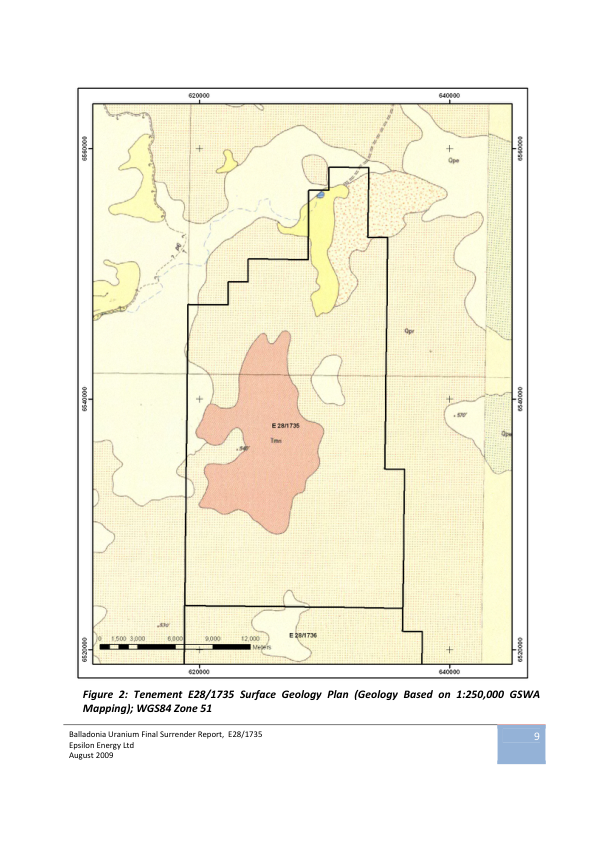 620000
640000
6560000
6560000
Qpe
Qpr
6540000
6540000
E 28/1735
Tmn
Qpe
6520000
6520000
0 1,500 3,000 6,000 9,000 12,000
Meters
E 28/1736
620000
640000
Figure 2: Tenement E28/1735 Surface Geology Plan (Geology Based on 1:250,000 GSWA
Mapping); WGS84 Zone 51
Balladonia Uranium Final Surrender Report, E28/1735
Epsilon Energy Ltd
August 2009
9